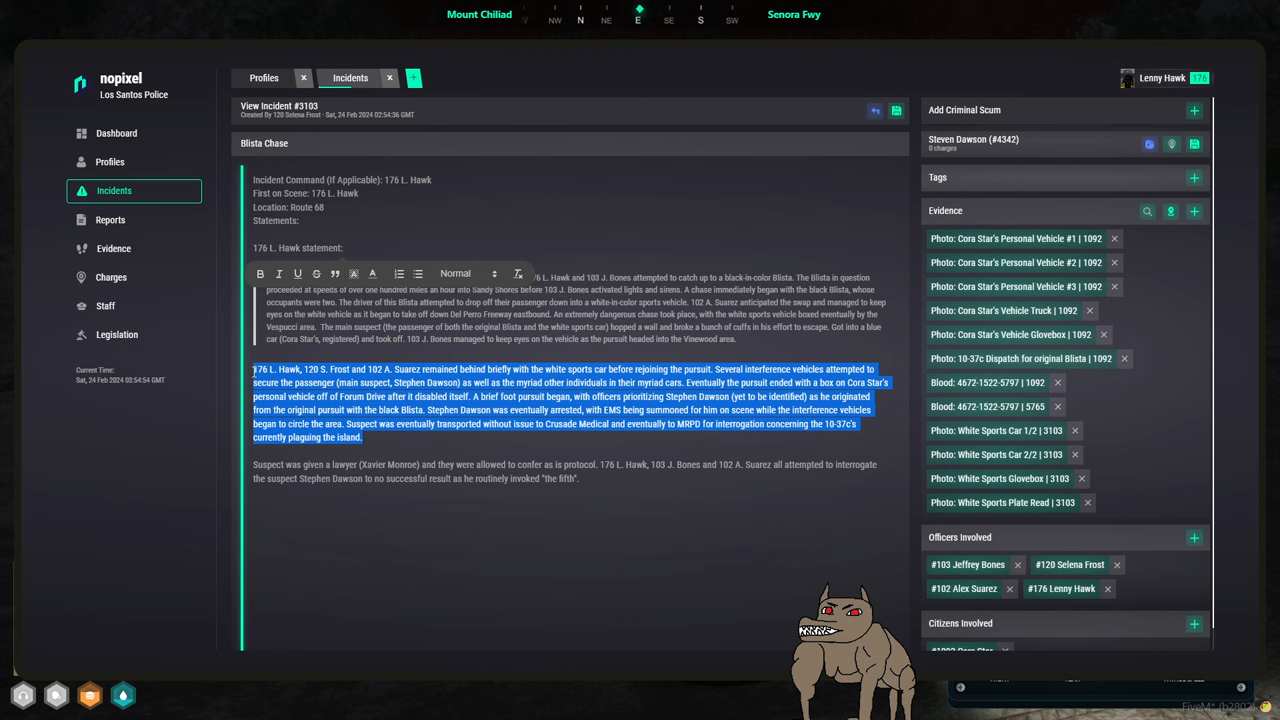 Mount Chiliad
W NW N NE E SE S SW
Senora Fwy
nopixel
Los Santos Police
Dashboard
Profiles
Incidents
Reports
Evidence
Charges
Staff
Legislation
Current Time:
Sat, 24 Feb 2024 03:54:54 GMT
Profiles x Incidents x +
Lenny Hawk 176
View Incident #3103
Created By 120 Selena Frost · Sat, 24 Feb 2024 02:54:36 GMT
Blista Chase
Incident Command (If Applicable): 176 L. Hawk
First on Scene: 176 L. Hawk
Location: Route 68
Statements:
176 L. Hawk statement:
B I U S A A Normal
76 L. Hawk and 103 J. Bones attempted to catch up to a black-in-color Blista. The Blista in question
proceeded at speeds of over one hundred miles an hour into Sandy Shores before 103 J. Bones activated lights and sirens. A chase immediately began with the black Blista, whose
occupants were two. The driver of this Blista attempted to drop off their passenger down into a white-in-color sports vehicle. 102 A. Suarez anticipated the swap and managed to keep
eyes on the white vehicle as it began to take off down Del Perro Freeway eastbound. An extremely dangerous chase took place, with the white sports vehicle boxed eventually by the
Vespucci area. The main suspect (the passenger of both the original Blista and the white sports car) hopped a wall and broke a bunch of cuffs in his effort to escape. Got into a blue
car (Cora Star's, registered) and took off. 103 J. Bones managed to keep eyes on the vehicle as the pursuit headed into the Vinewood area.
176 L. Hawk, 120 S. Frost and 102 A. Suarez remained behind briefly with the white sports car before rejoining the pursuit. Several interference vehicles attempted to
secure the passenger (main suspect, Stephen Dawson) as well as the myriad other individuals in their myriad cars. Eventually the pursuit ended with a box on Cora Star's
personal vehicle off of Forum Drive after it disabled itself. A brief foot pursuit began, with officers prioritizing Stephen Dawson (yet to be identified) as he originated
from the original pursuit with the black Blista. Stephen Dawson was eventually arrested, with EMS being summoned for him on scene while the interference vehicles
began to circle the area. Suspect was eventually transported without issue to Crusade Medical and eventually to MRPD for interrogation concerning the 10-37c's
currently plaguing the island.
Suspect was given a lawyer (Xavier Monroe) and they were allowed to confer as is protocol. 176 L. Hawk, 103 J. Bones and 102 A. Suarez all attempted to interrogate
the suspect Stephen Dawson to no successful result as he routinely invoked "the fifth".
Add Criminal Scum
Steven Dawson (#4342)
0 charges
Tags
Evidence
Photo: Cora Star's Personal Vehicle #1 | 1092
Photo: Cora Star's Personal Vehicle #2 | 1092
Photo: Cora Star's Personal Vehicle #3 | 1092
Photo: Cora Star's Vehicle Truck | 1092
Photo: Cora Star's Vehicle Glovebox | 1092
Photo: 10-37c Dispatch for original Blista | 1092
Blood: 4672-1522-5797 | 1092
Blood: 4672-1522-5797 | 5765
Photo: White Sports Car 1/2 | 3103
Photo: White Sports Car 2/2 | 3103
Photo: White Sports Glovebox | 3103
Photo: White Sports Plate Read | 3103
Officers Involved
#103 Jeffrey Bones #120 Selena Frost
#102 Alex Suarez #176 Lenny Hawk
Citizens Involved
FiveM* (b2802)